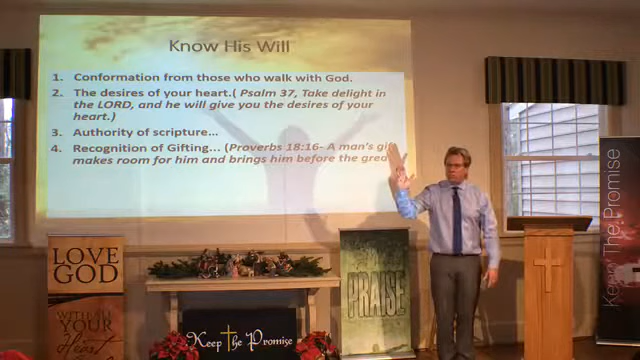 Know His Will
1. Conformation from those who walk with God.
2. The desires of your heart.( Psalm 37, Take delight in
the LORD, and he will give you the desires of your
heart.)
3. Authority of scripture...
4. Recognition of Gifting... (Proverbs 18:16- A man's
makes room for him and brings him before the
LOVE
GOD
WITH ALL
YOUR
Heart
PRAISE
Keep The Promise
Keep The Promise